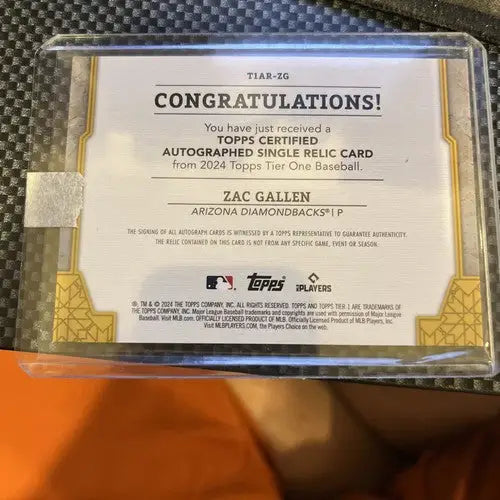 T1AR-ZG
CONGRATULATIONS!
You have just received a
TOPPS CERTIFIED
AUTOGRAPHED SINGLE RELIC CARD
from 2024 Topps Tier One Baseball.
ZAC GALLEN
ARIZONA DIAMONDBACKS® | P
THE SIGNING OF ALL AUTOGRAPH CARDS IS WITNESSED BY A TOPPS REPRESENTATIVE TO GUARANTEE AUTHENTICITY.
THE RELIC CONTAINED ON THIS CARD IS NOT FROM ANY SPECIFIC GAME, EVENT OR SEASON.
topps
PLAYERS
®, TM & © 2024 THE TOPPS COMPANY, INC. ALL RIGHTS RESERVED. TOPPS AND TOPPS TIER 1 ARE TRADEMARKS OF
THE TOPPS COMPANY, INC. Major League Baseball trademarks and copyrights are used with permission of Major League
Baseball. Visit MLB.com. OFFICIALLY LICENSED PRODUCT OF MLB. Officially Licensed Product of MLB Players, Inc.
Visit MLBPLAYERS.COM, the Players Choice on the web.